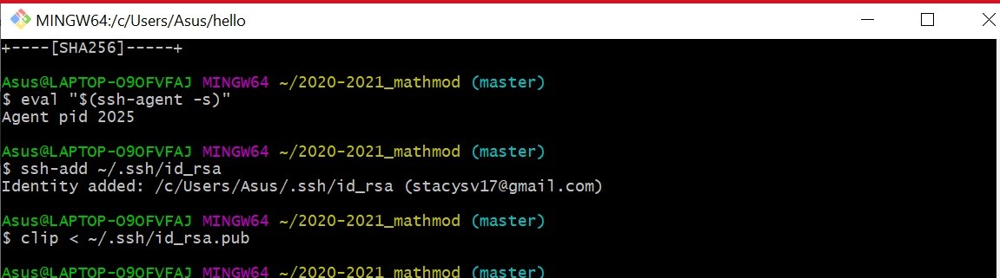 MINGW64:/c/Users/Asus/hello
+----[SHA256]-----+
Asus@LAPTOP-O9OFVFAJ MINGW64 ~/2020-2021_mathmod (master)
$ eval "$(ssh-agent -s)"
Agent pid 2025
Asus@LAPTOP-O9OFVFAJ MINGW64 ~/2020-2021_mathmod (master)
$ ssh-add ~/.ssh/id_rsa
Identity added: /c/Users/Asus/.ssh/id_rsa (stacysv17@gmail.com)
Asus@LAPTOP-O9OFVFAJ MINGW64 ~/2020-2021_mathmod (master)
$ clip < ~/.ssh/id_rsa.pub
Asus@LAPTOP-O9OFVFAJ MINGW64 ~/2020-2021_mathmod (master)